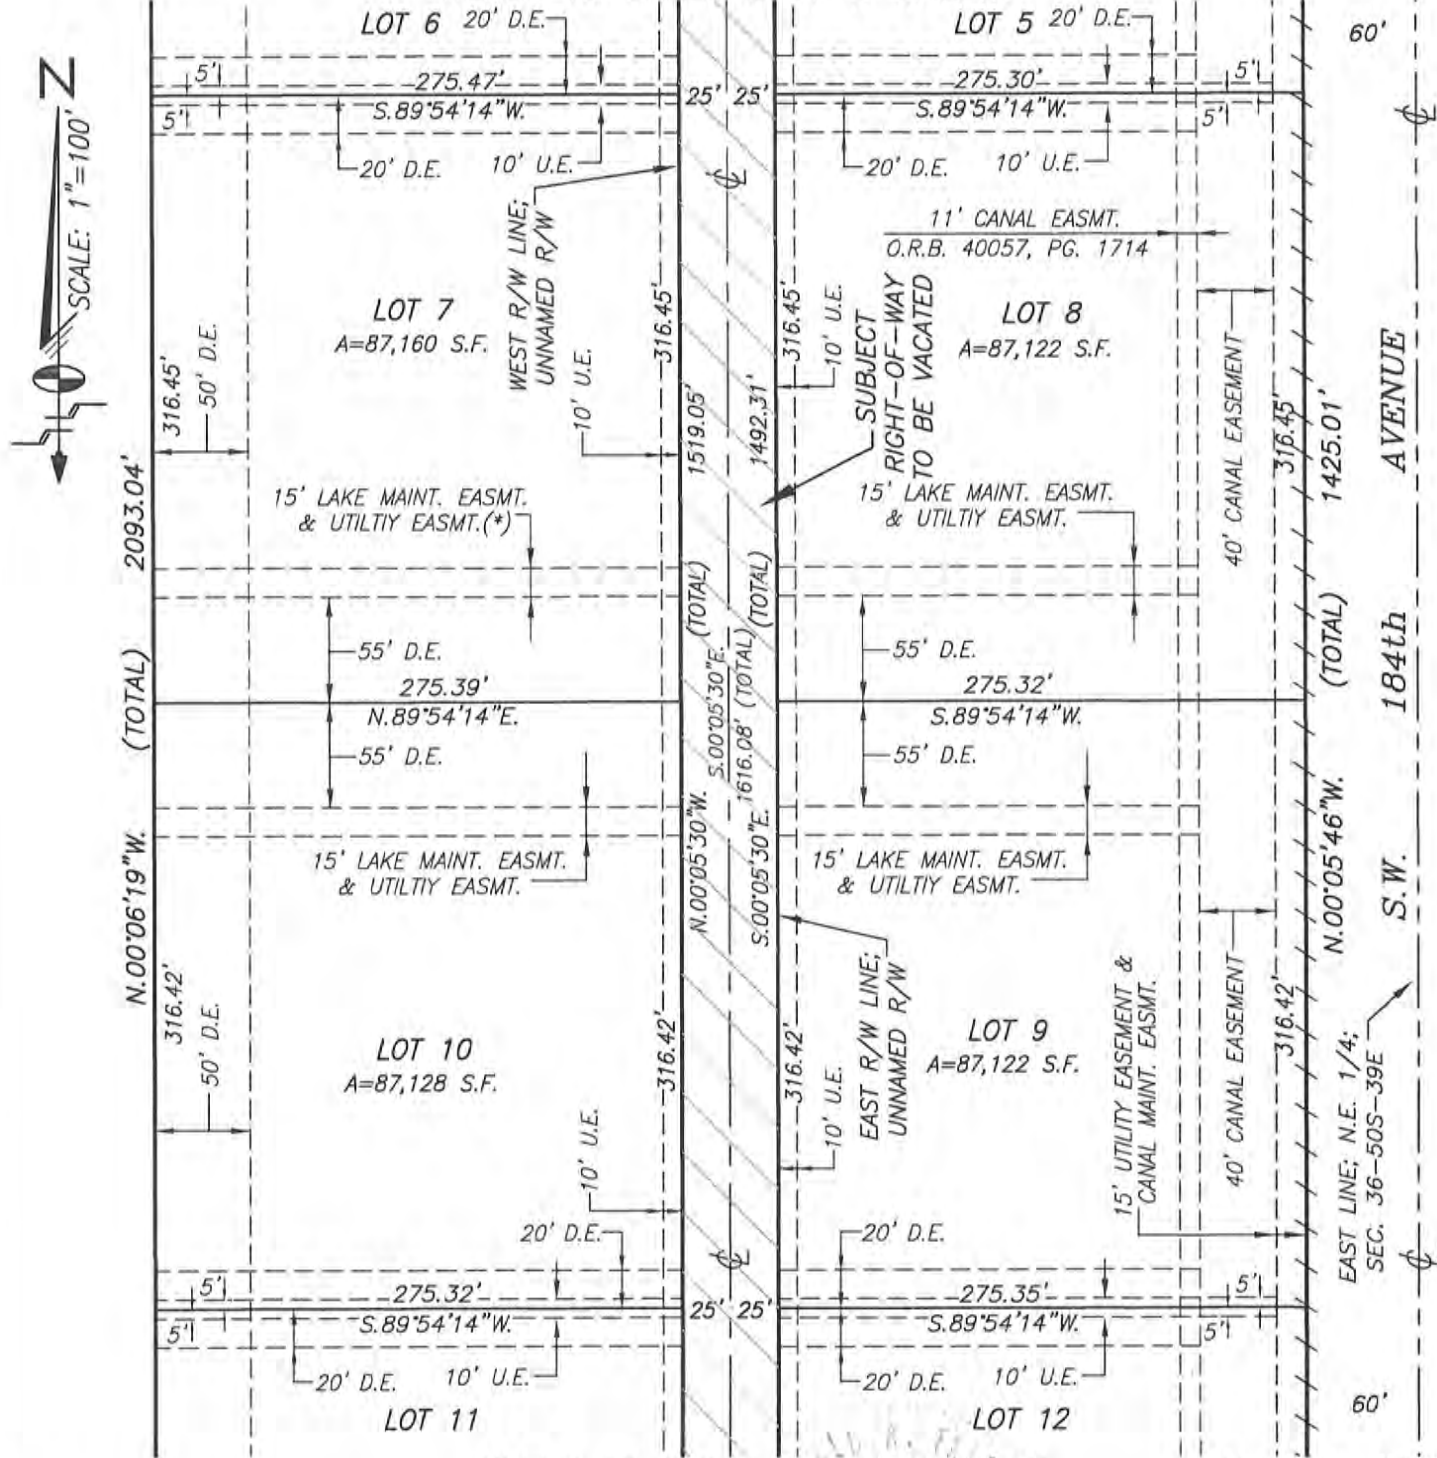 LOT 6
20' D.E.
LOT 5
20' D.E.
60'
5'
275.47'
5'
S.89°54'14"W.
25'
25'
275.30'
S.89°54'14"W.
5'
5'
20' D.E.
10' U.E.
20' D.E.
10' U.E.
℄
℄
N
SCALE: 1"=100'
WEST R/W LINE;
UNNAMED R/W
11' CANAL EASMT.
O.R.B. 40057, PG. 1714
LOT 7
A=87,160 S.F.
LOT 8
A=87,122 S.F.
316.45'
50' D.E.
10' U.E.
316.45'
1519.05'
(TOTAL)
1492.31'
(TOTAL)
316.45'
10' U.E.
SUBJECT
RIGHT-OF-WAY
TO BE VACATED
40' CANAL EASEMENT
316.45'
1425.01'
(TOTAL)
15' LAKE MAINT. EASMT.
& UTILTIY EASMT.(*)
15' LAKE MAINT. EASMT.
& UTILTIY EASMT.
2093.04'
(TOTAL)
N.00°06'19"W.
55' D.E.
275.39'
N.89°54'14"E.
55' D.E.
S.00°05'30"E.
1616.08' (TOTAL)
N.00°05'30"W.
S.00°05'30"E.
55' D.E.
275.32'
S.89°54'14"W.
55' D.E.
N.00°05'46"W.
S.W. 184th AVENUE
15' LAKE MAINT. EASMT.
& UTILTIY EASMT.
15' LAKE MAINT. EASMT.
& UTILTIY EASMT.
316.42'
50' D.E.
LOT 10
A=87,128 S.F.
10' U.E.
316.42'
316.42'
10' U.E.
EAST R/W LINE;
UNNAMED R/W
LOT 9
A=87,122 S.F.
15' UTILITY EASEMENT &
CANAL MAINT. EASMT.
40' CANAL EASEMENT
316.42'
EAST LINE; N.E. 1/4;
SEC. 36-50S-39E
20' D.E.
20' D.E.
℄
℄
5'
275.32'
5'
S.89°54'14"W.
25'
25'
275.35'
S.89°54'14"W.
5'
5'
20' D.E.
10' U.E.
20' D.E.
10' U.E.
60'
LOT 11
LOT 12